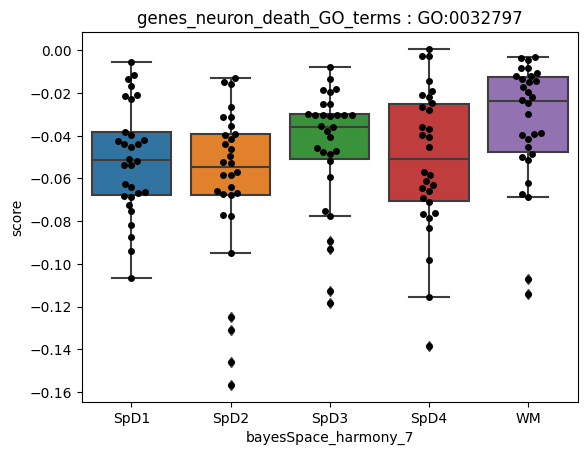 genes_neuron_death_GO_terms : GO:0032797
0.00
−0.02
−0.04
−0.06
−0.08
−0.10
−0.12
−0.14
−0.16
score
SpD1 SpD2 SpD3 SpD4 WM
bayesSpace_harmony_7